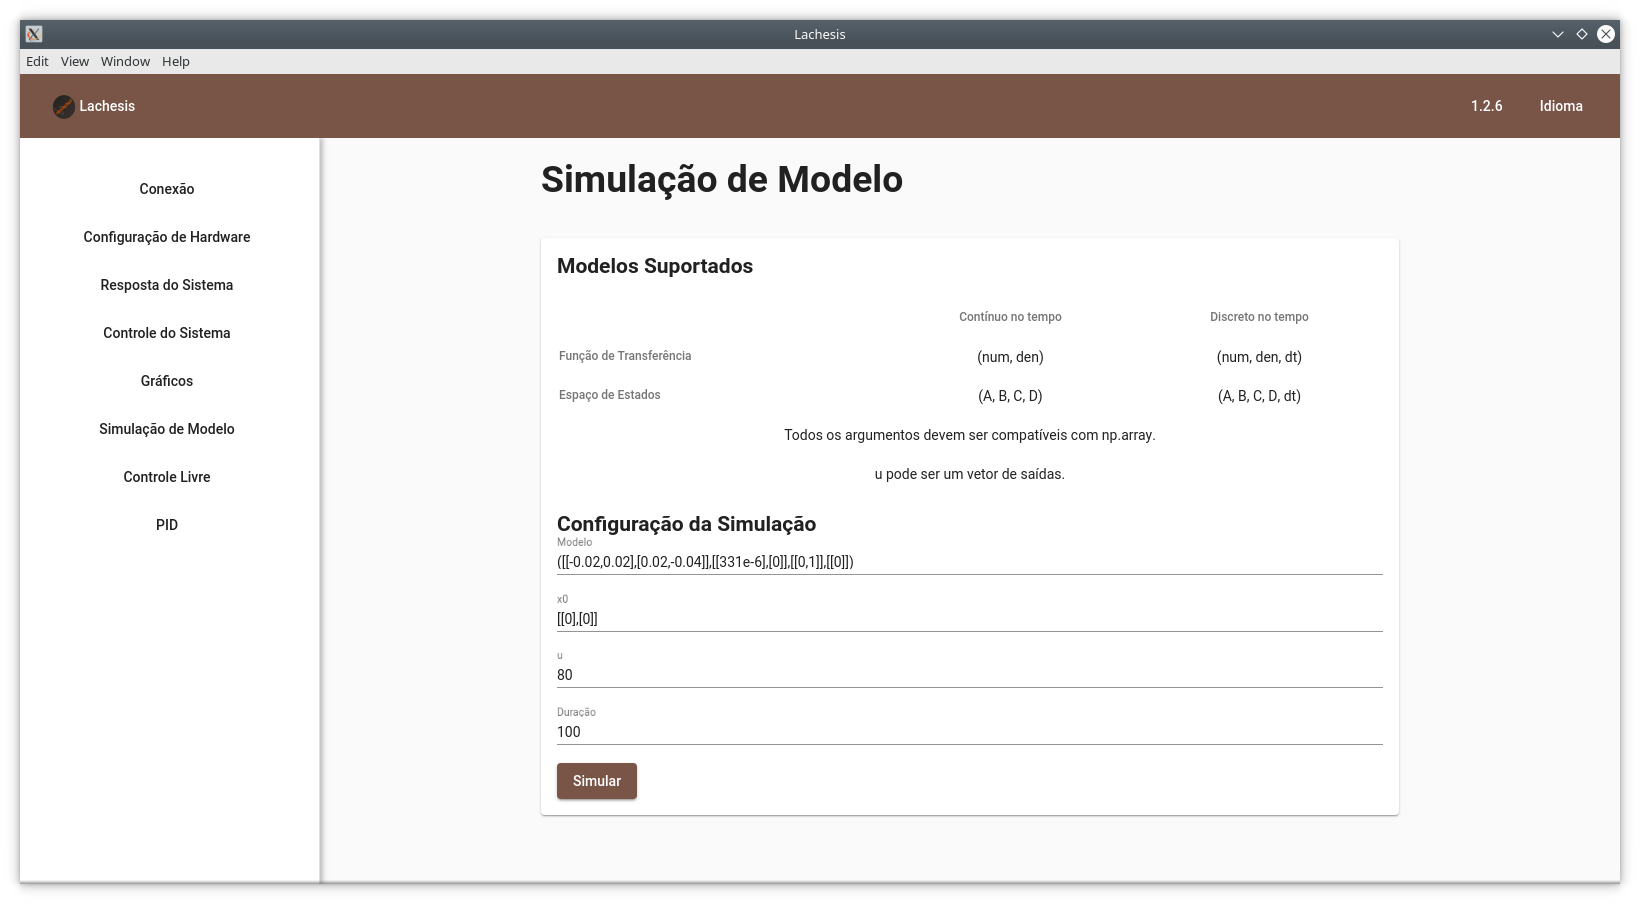 Lachesis
Edit View Window Help
Lachesis 1.2.6 Idioma
Conexão
Configuração de Hardware
Resposta do Sistema
Controle do Sistema
Gráficos
Simulação de Modelo
Controle Livre
PID
Simulação de Modelo
Modelos Suportados
Contínuo no tempo Discreto no tempo
Função de Transferência (num, den) (num, den, dt)
Espaço de Estados (A, B, C, D) (A, B, C, D, dt)
Todos os argumentos devem ser compatíveis com np.array.
u pode ser um vetor de saídas.
Configuração da Simulação
Modelo
([[-0.02,0.02],[0.02,-0.04]],[[331e-6],[0]],[[0,1]],[[0]])
x0
[[0],[0]]
u
80
Duração
100
Simular